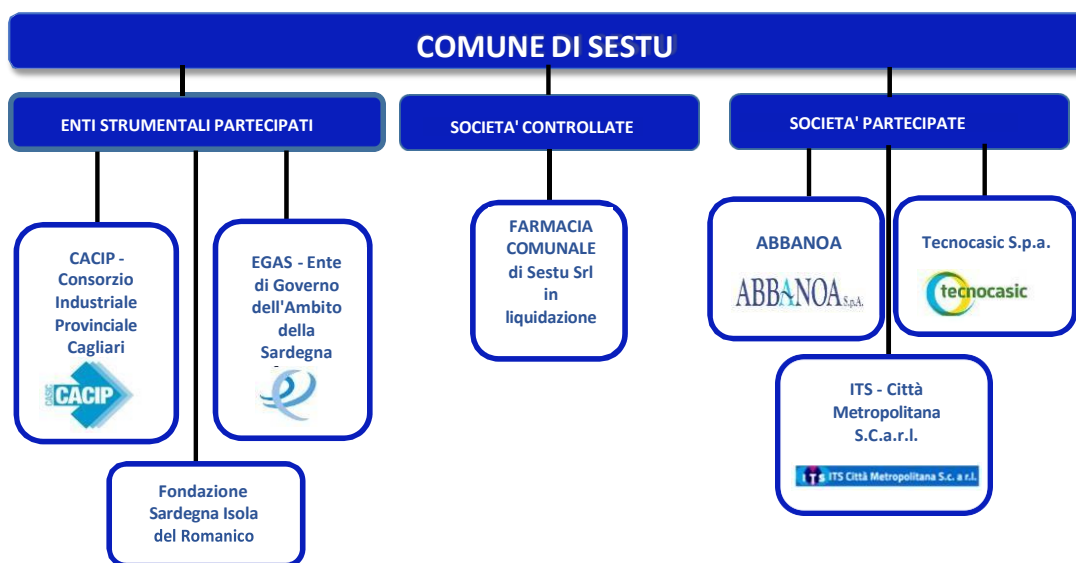 COMUNE DI SESTU
ENTI STRUMENTALI PARTECIPATI
SOCIETA' CONTROLLATE
SOCIETA' PARTECIPATE
CACIP -
Consorzio
Industriale
Provinciale
Cagliari
CASIC
CACIP
EGAS - Ente
di Governo
dell'Ambito
della
Sardegna
Fondazione
Sardegna Isola
del Romanico
FARMACIA
COMUNALE
di Sestu Srl
in
liquidazione
ABBANOA
ABBANOA S.p.A.
Tecnocasic S.p.a.
tecnocasic
ITS - Città
Metropolitana
S.C.a.r.l.
ITS ITS Città Metropolitana S.c. a r.l.